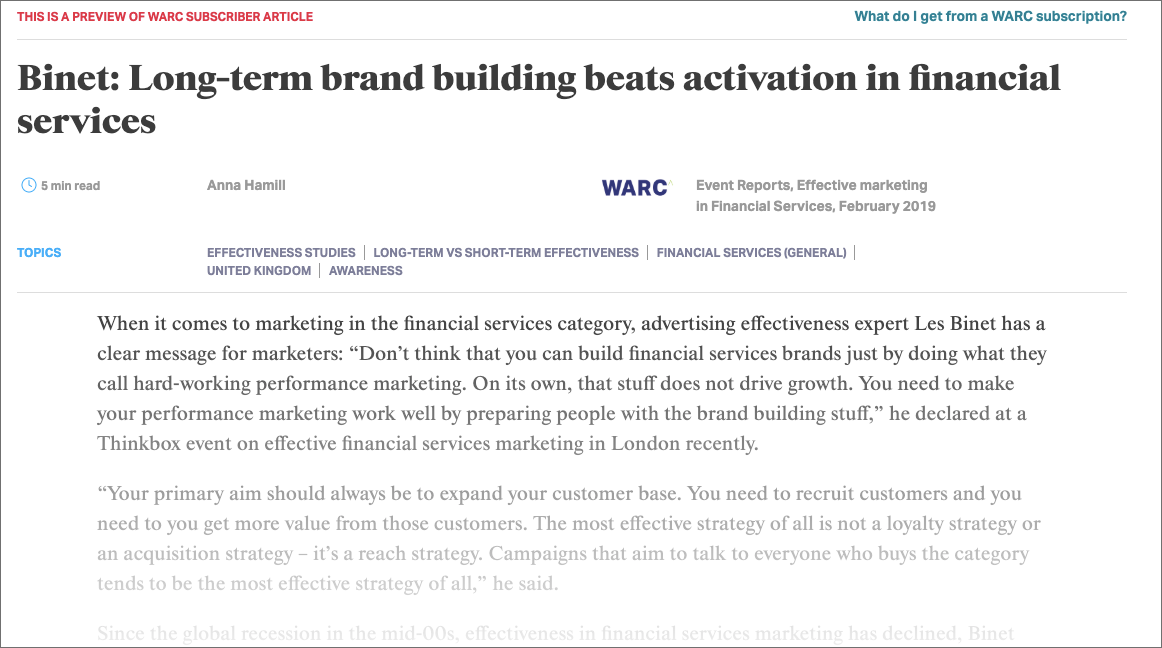 THIS IS A PREVIEW OF WARC SUBSCRIBER ARTICLE
What do I get from a WARC subscription?
Binet: Long-term brand building beats activation in financial
services
5 min read
Anna Hamill
WARC
Event Reports, Effective marketing
in Financial Services, February 2019
TOPICS
EFFECTIVENESS STUDIES | LONG-TERM VS SHORT-TERM EFFECTIVENESS | FINANCIAL SERVICES (GENERAL) |
UNITED KINGDOM | AWARENESS
When it comes to marketing in the financial services category, advertising effectiveness expert Les Binet has a
clear message for marketers: “Don’t think that you can build financial services brands just by doing what they
call hard-working performance marketing. On its own, that stuff does not drive growth. You need to make
your performance marketing work well by preparing people with the brand building stuff,” he declared at a
Thinkbox event on effective financial services marketing in London recently.
“Your primary aim should always be to expand your customer base. You need to recruit customers and you
need to you get more value from those customers. The most effective strategy of all is not a loyalty strategy or
an acquisition strategy – it’s a reach strategy. Campaigns that aim to talk to everyone who buys the category
tends to be the most effective strategy of all,” he said.
Since the global recession in the mid-00s, effectiveness in financial services marketing has declined, Binet